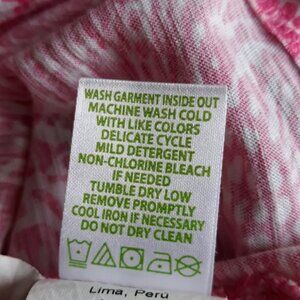 WASH GARMENT INSIDE OUT
MACHINE WASH COLD
WITH LIKE COLORS
DELICATE CYCLE
MILD DETERGENT
NON-CHLORINE BLEACH
IF NEEDED
TUMBLE DRY LOW
REMOVE PROMPTLY
COOL IRON IF NECESSARY
DO NOT DRY CLEAN
Lima, Peru